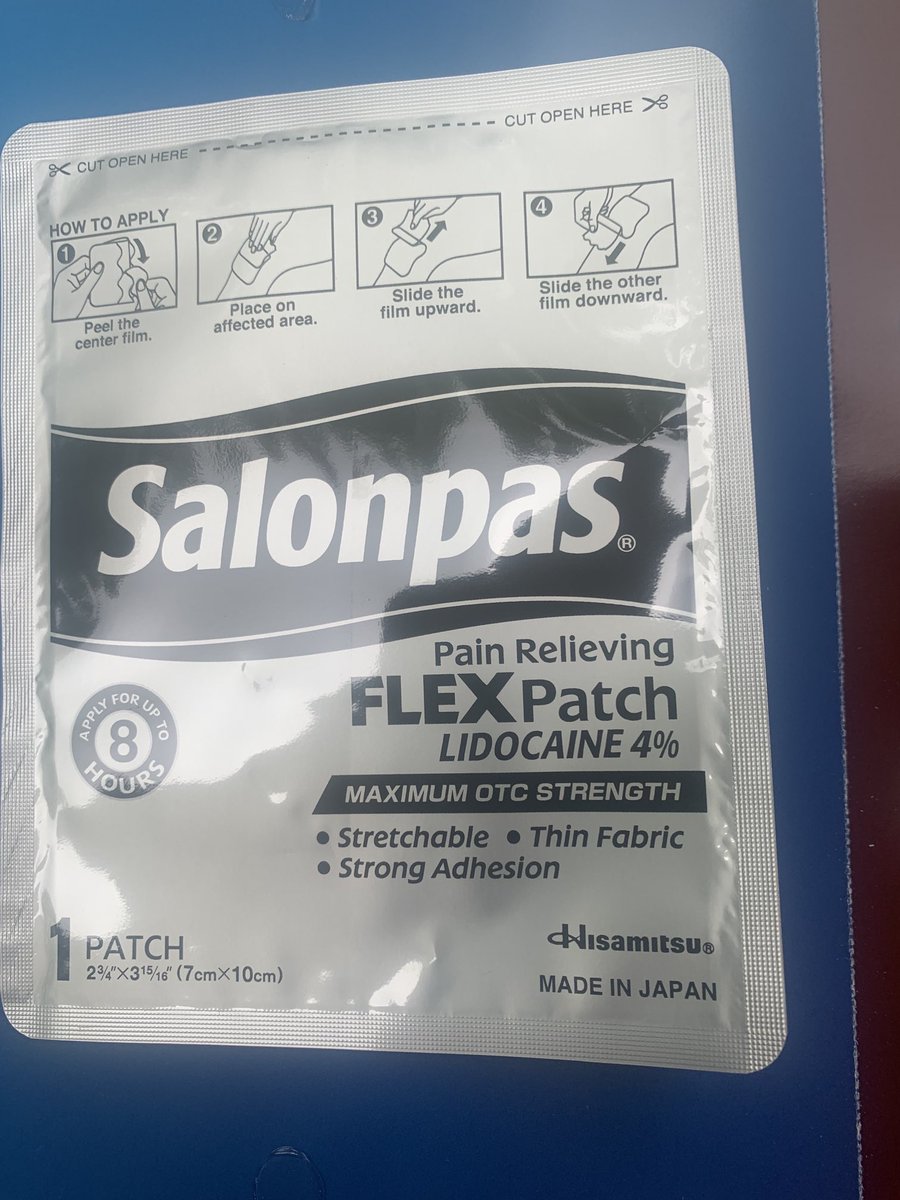 CUT OPEN HERE
CUT OPEN HERE
HOW TO APPLY
1
Peel the
center film.
2
Place on
affected area.
3
Slide the
film upward.
4
Slide the other
film downward.
Salonpas®
Pain Relieving
FLEX Patch
LIDOCAINE 4%
APPLY FOR UP TO
8
HOURS
MAXIMUM OTC STRENGTH
• Stretchable • Thin Fabric
• Strong Adhesion
1 PATCH
2¾"×3 15/16" (7cm×10cm)
Hisamitsu®
MADE IN JAPAN